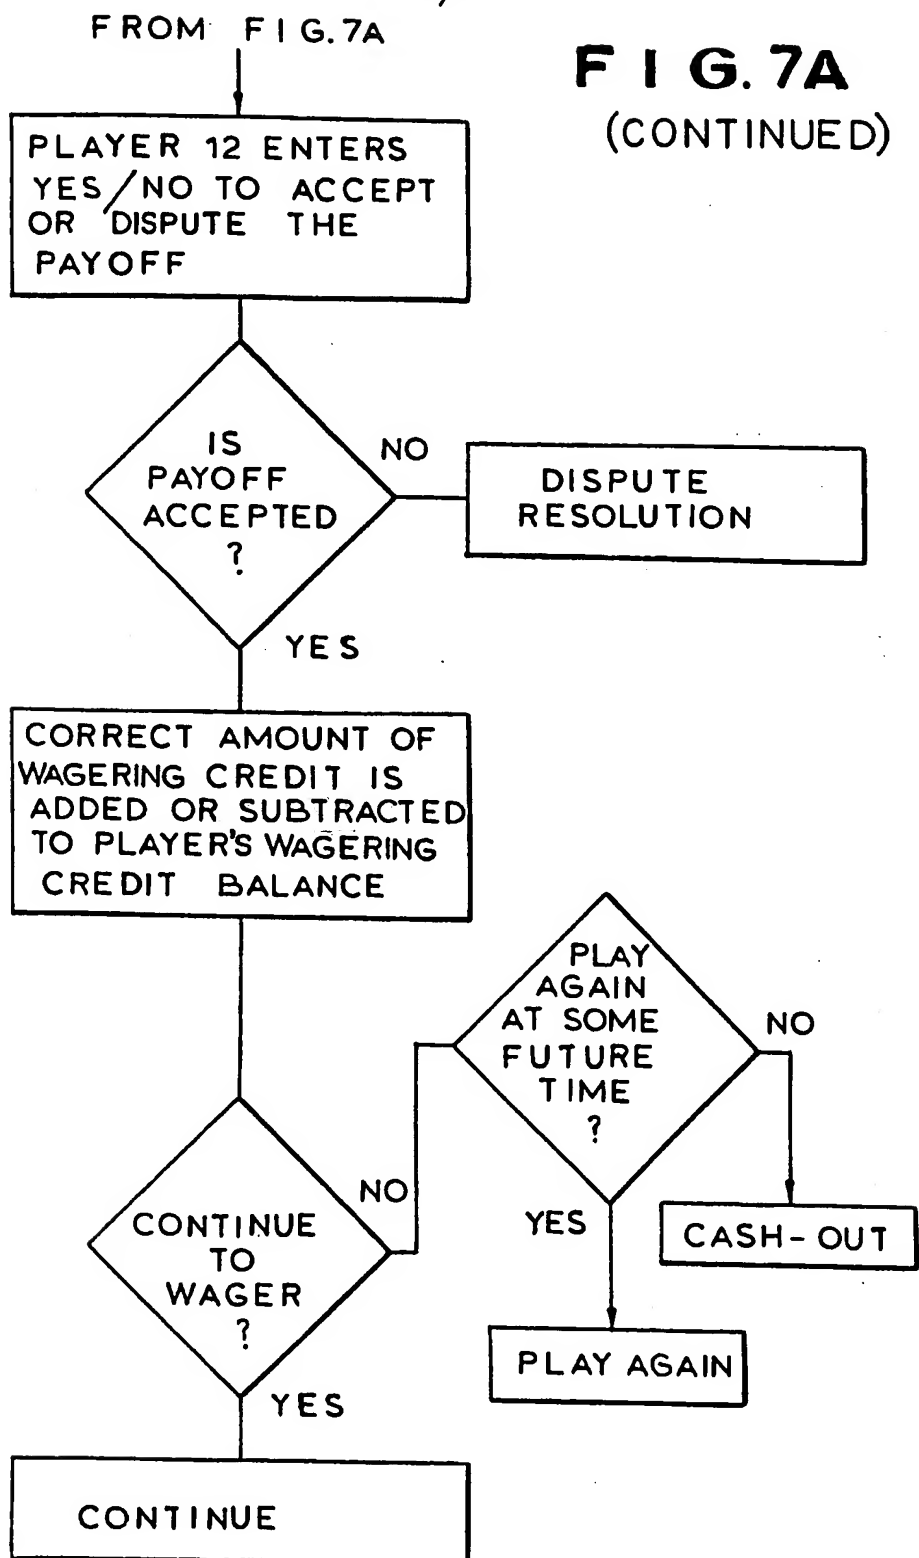 FROM FIG.7A
FIG.7A
(CONTINUED)
PLAYER 12 ENTERS
YES/NO TO ACCEPT
OR DISPUTE THE
PAYOFF
IS
PAYOFF
ACCEPTED
?
NO
DISPUTE
RESOLUTION
YES
CORRECT AMOUNT OF
WAGERING CREDIT IS
ADDED OR SUBTRACTED
TO PLAYER'S WAGERING
CREDIT BALANCE
PLAY
AGAIN
AT SOME
FUTURE
TIME
?
NO
CASH-OUT
YES
PLAY AGAIN
NO
CONTINUE
TO
WAGER
?
YES
CONTINUE